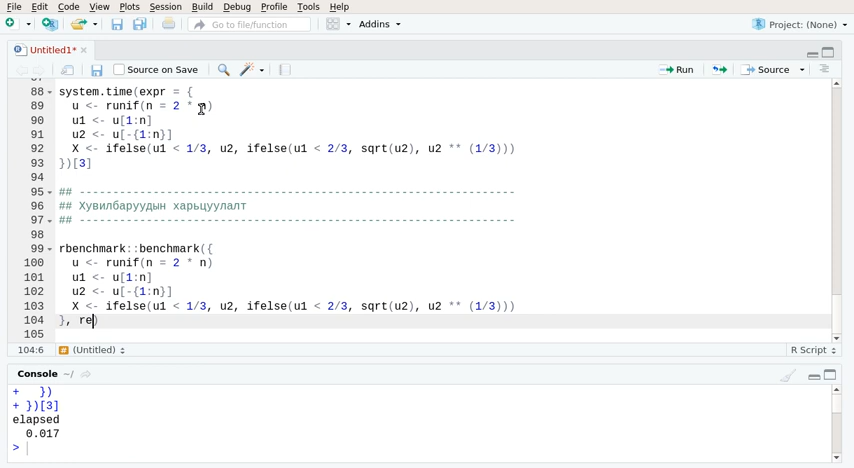 File Edit Code View Plots Session Build Debug Profile Tools Help
Go to file/function Addins Project: (None)
Untitled1*
Source on Save Run Source
88 system.time(expr = {
89 u <- runif(n = 2 * n)
90 u1 <- u[1:n]
91 u2 <- u[-{1:n}]
92 X <- ifelse(u1 < 1/3, u2, ifelse(u1 < 2/3, sqrt(u2), u2 ** (1/3)))
93 })[3]
94
95 ## ----------------------------------------------------------------
96 ## Хувилбаруудын харьцуулалт
97 ## ----------------------------------------------------------------
98
99 rbenchmark::benchmark({
100 u <- runif(n = 2 * n)
101 u1 <- u[1:n]
102 u2 <- u[-{1:n}]
103 X <- ifelse(u1 < 1/3, u2, ifelse(u1 < 2/3, sqrt(u2), u2 ** (1/3)))
104 }, re)
105
104:6 # (Untitled) R Script
Console ~/
+ })
+ })[3]
elapsed
0.017
>